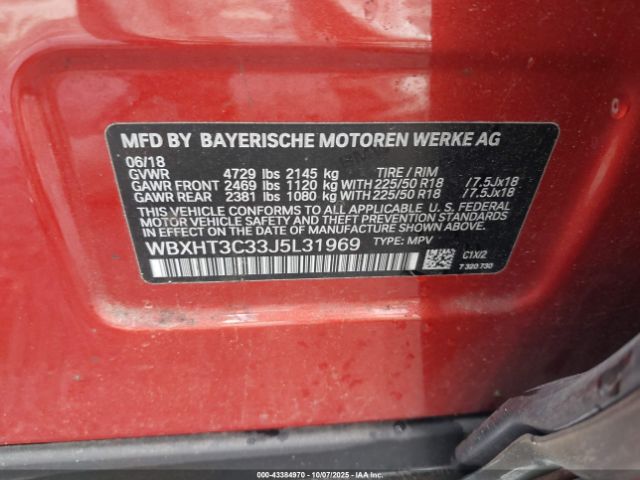 MFD BY BAYERISCHE MOTOREN WERKE AG
06/18
GVWR 4729 lbs 2145 kg TIRE / RIM
GAWR FRONT 2469 lbs 1120 kg WITH 225/50 R18 /7.5Jx18
GAWR REAR 2381 lbs 1080 kg WITH 225/50 R18 /7.5Jx18
THIS VEHICLE CONFORMS TO ALL APPLICABLE U.S. FEDERAL
MOTOR VEHICLE SAFETY AND THEFT PREVENTION STANDARDS IN
EFFECT ON THE DATE OF MANUFACTURE SHOWN ABOVE.
WBXHT3C33J5L31969 TYPE: MPV
C1X/2
7 320 730
00-43384970 10/07/2025 COPART